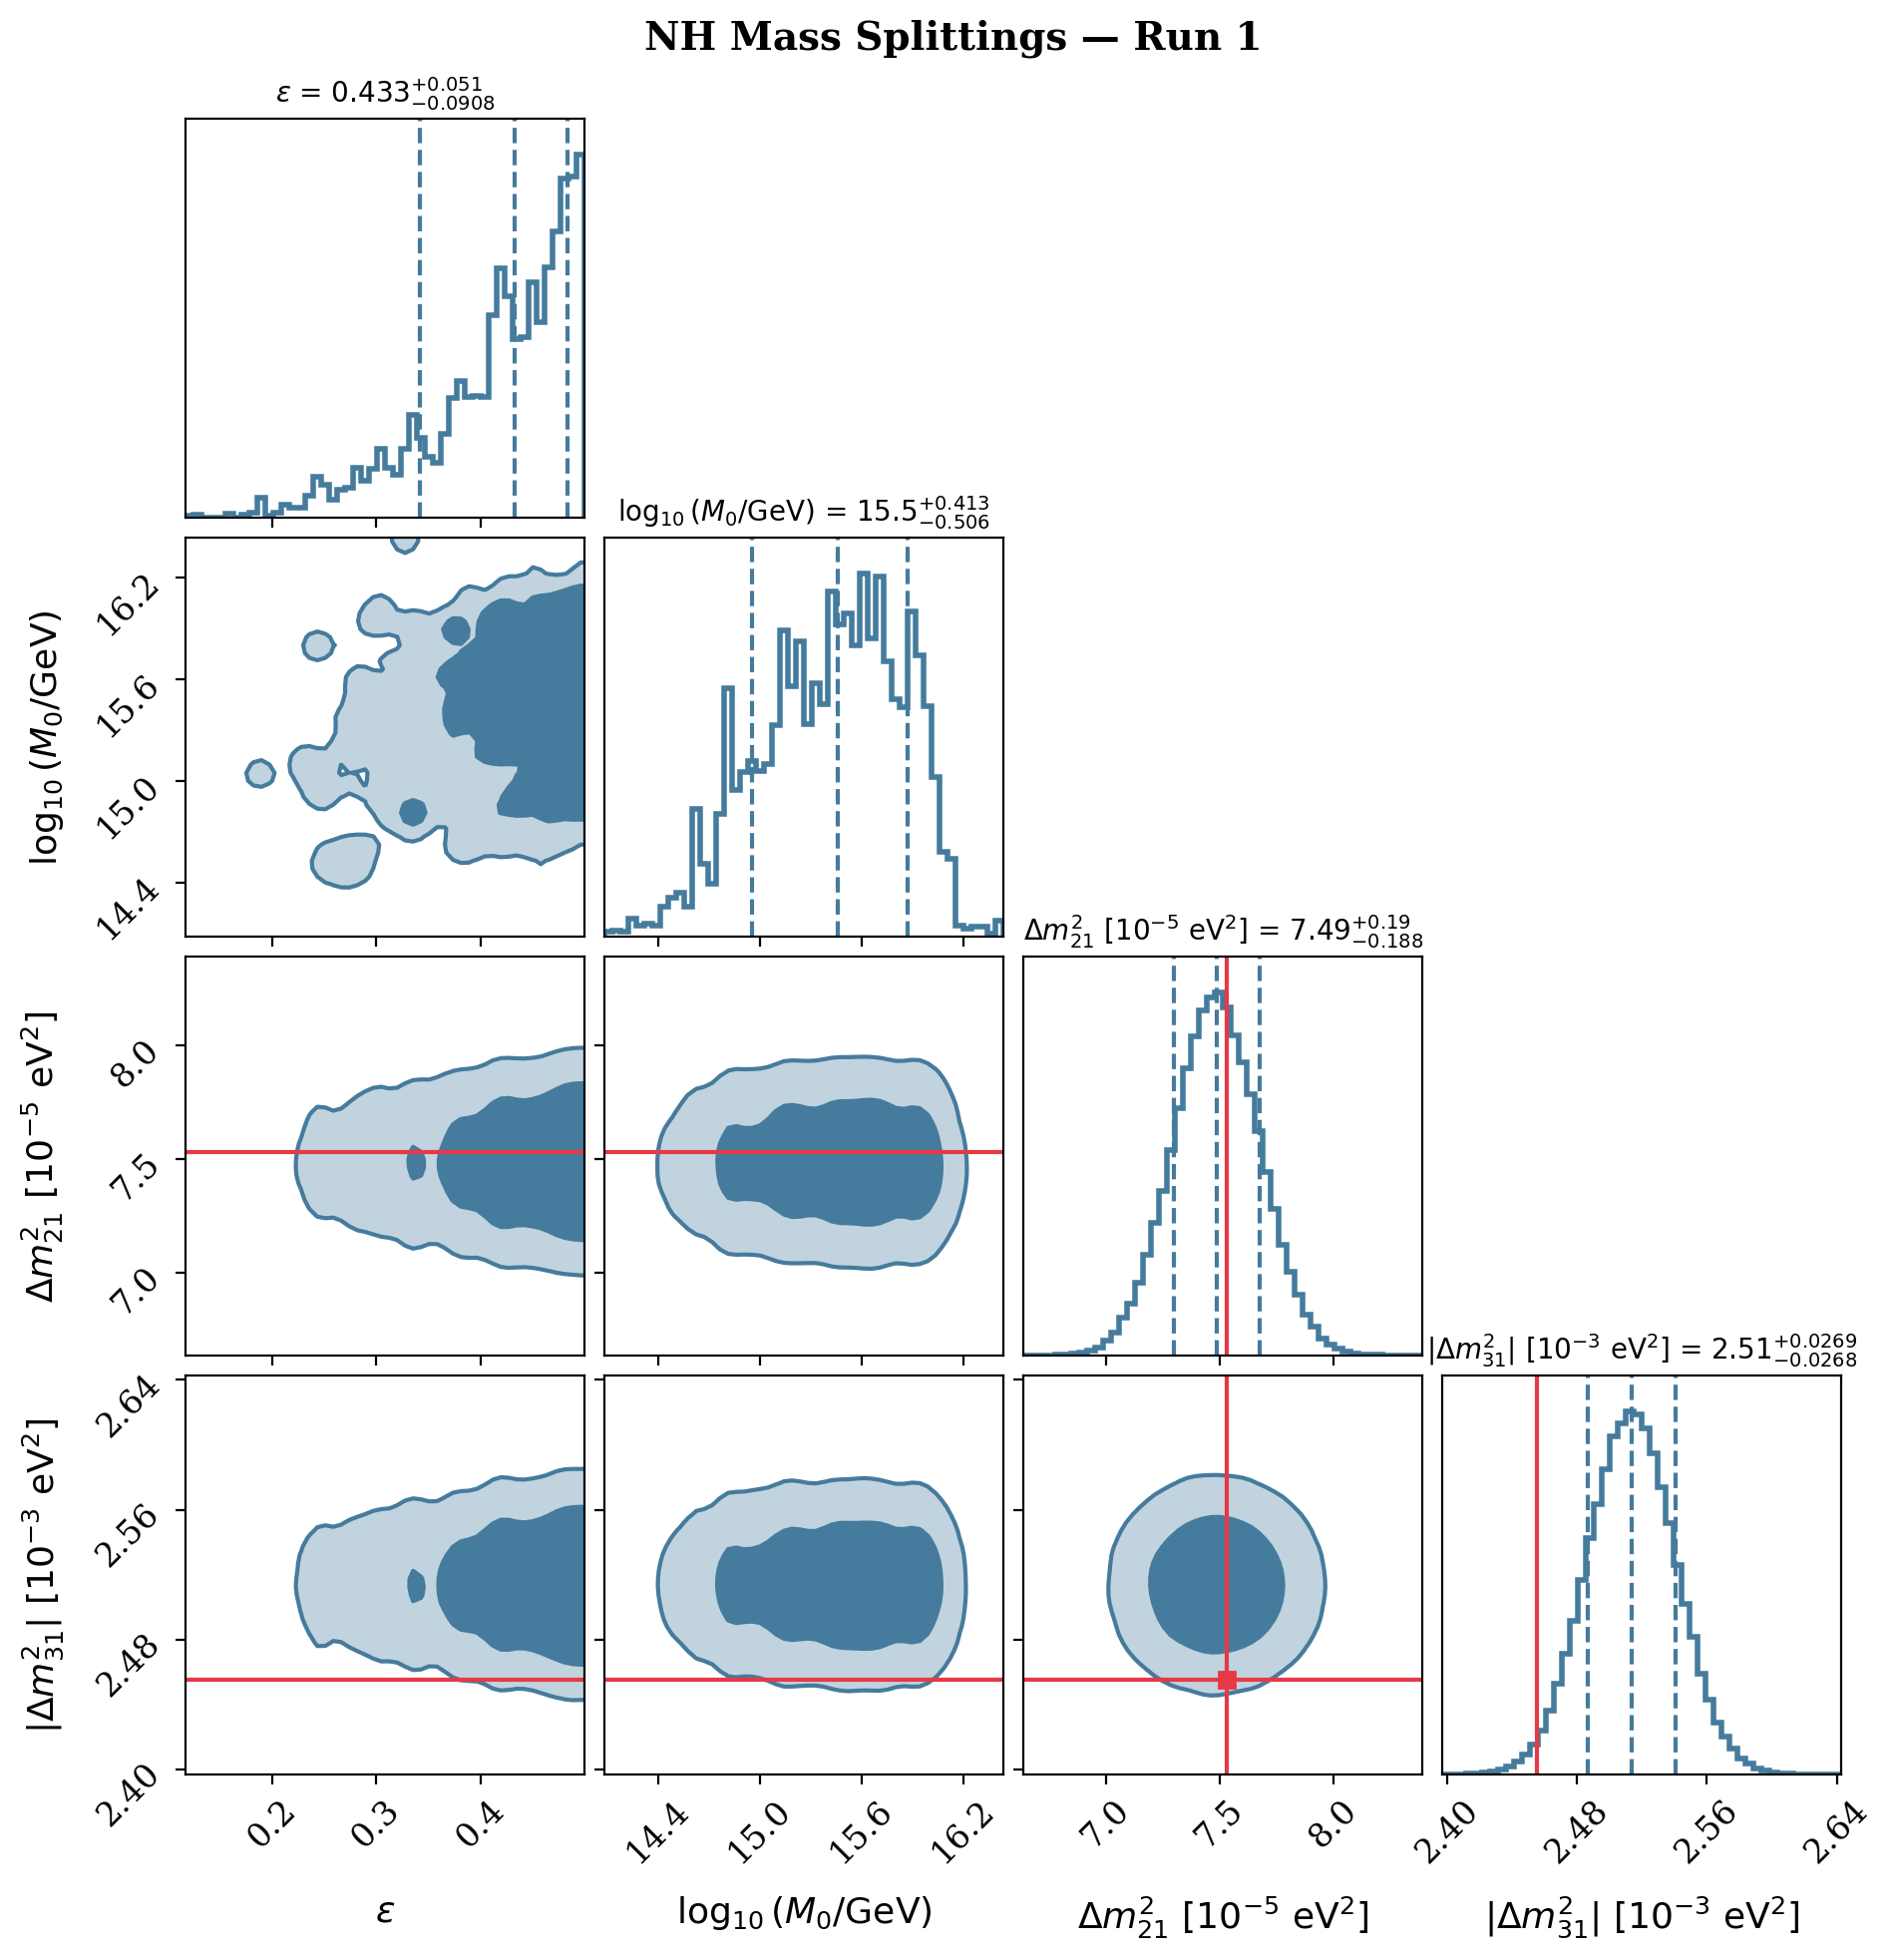 NH Mass Splittings — Run 1
ε = 0.433 +0.051 −0.0908
log₁₀(M₀/GeV) = 15.5 +0.413 −0.506
16.2
15.6
15.0
14.4
log₁₀(M₀/GeV)
Δm²₂₁ [10⁻⁵ eV²] = 7.49 +0.19 −0.188
8.0
7.5
7.0
Δm²₂₁ [10⁻⁵ eV²]
|Δm²₃₁| [10⁻³ eV²] = 2.51 +0.0269 −0.0268
2.64
2.56
2.48
2.40
|Δm²₃₁| [10⁻³ eV²]
0.2 0.3 0.4 14.4 15.0 15.6 16.2 7.0 7.5 8.0 2.40 2.48 2.56 2.64
ε log₁₀(M₀/GeV) Δm²₂₁ [10⁻⁵ eV²] |Δm²₃₁| [10⁻³ eV²]